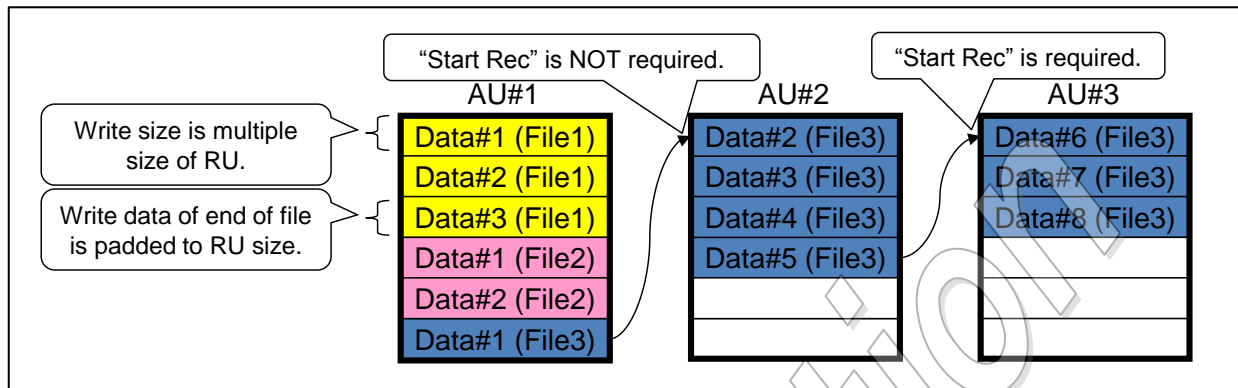 “Start Rec” is NOT required.
“Start Rec” is required.
AU#1
AU#2
AU#3
Write size is multiple
size of RU.
Write data of end of file
is padded to RU size.
Data#1 (File1)
Data#2 (File1)
Data#3 (File1)
Data#1 (File2)
Data#2 (File2)
Data#1 (File3)
Data#2 (File3)
Data#3 (File3)
Data#4 (File3)
Data#5 (File3)
Data#6 (File3)
Data#7 (File3)
Data#8 (File3)